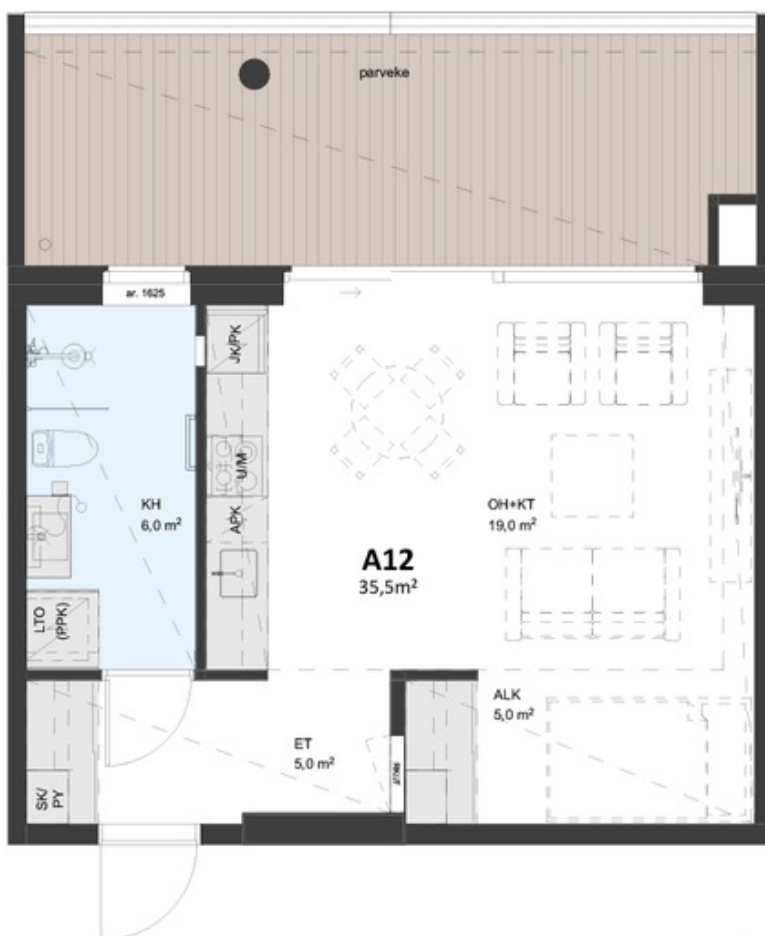 parveke
ar. 1625
JK/PK
U/M
APK
KH
6,0 m²
OH+KT
19,0 m²
A12
35,5m²
LTO
(PPK)
ALK
5,0 m²
ET
5,0 m²
SK/
PY